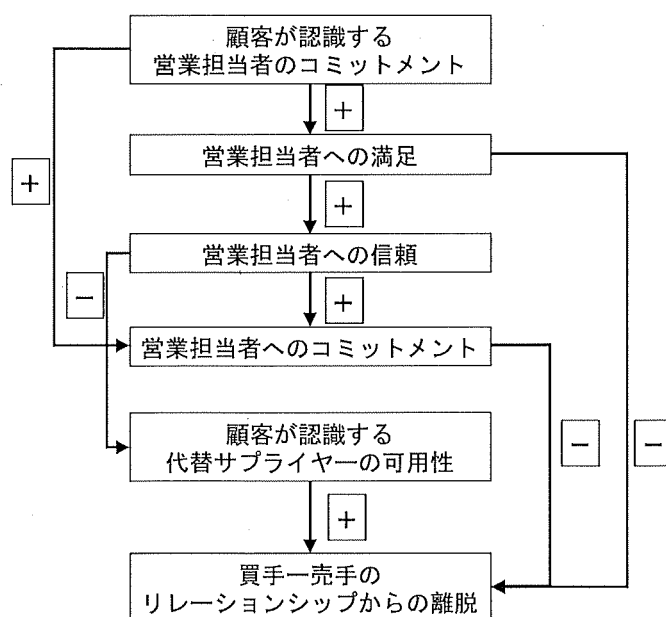 顧客が認識する
営業担当者のコミットメント
+
営業担当者への満足
+
+
営業担当者への信頼
−
+
営業担当者へのコミットメント
顧客が認識する
代替サプライヤーの可用性
−
−
+
買手ー売手の
リレーションシップからの離脱